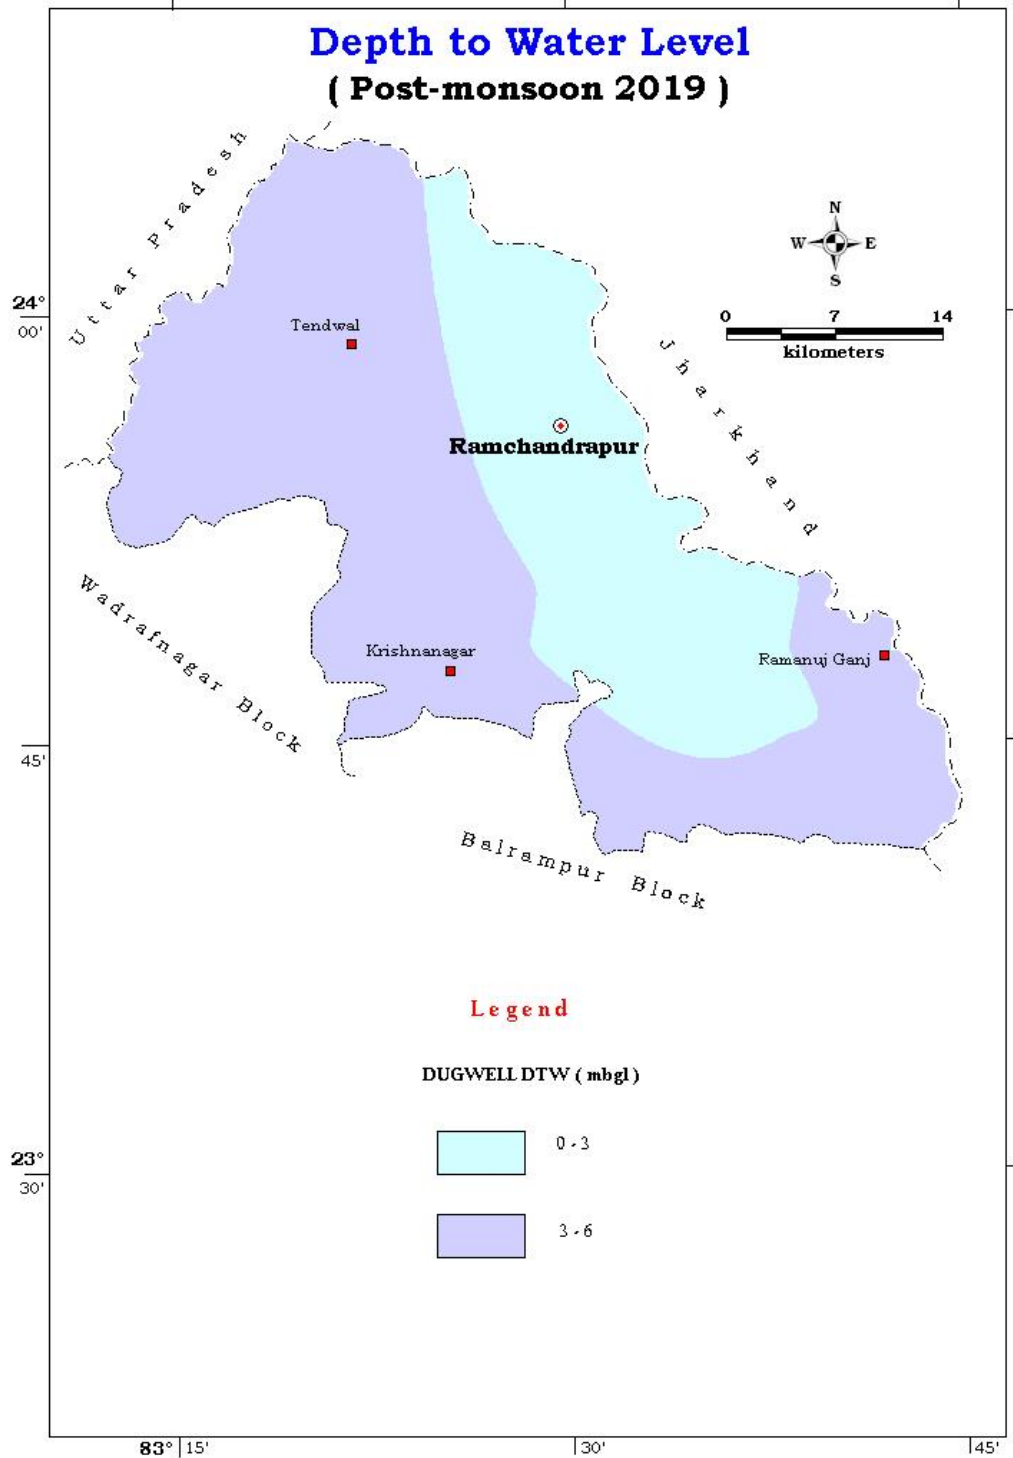 Depth to Water Level
( Post-monsoon 2019 )
Uttar Pradesh
N
W E
S
24°
00'
0 7 14
kilometers
Tendwal
Jharkhand
Ramchandrapur
Wadrafnagar Block
Krishnanagar
Ramanuj Ganj
45'
Balrampur Block
Legend
DUGWELL DTW ( mbgl )
0 - 3
23°
30'
3 - 6
83° 15' 30' 45'